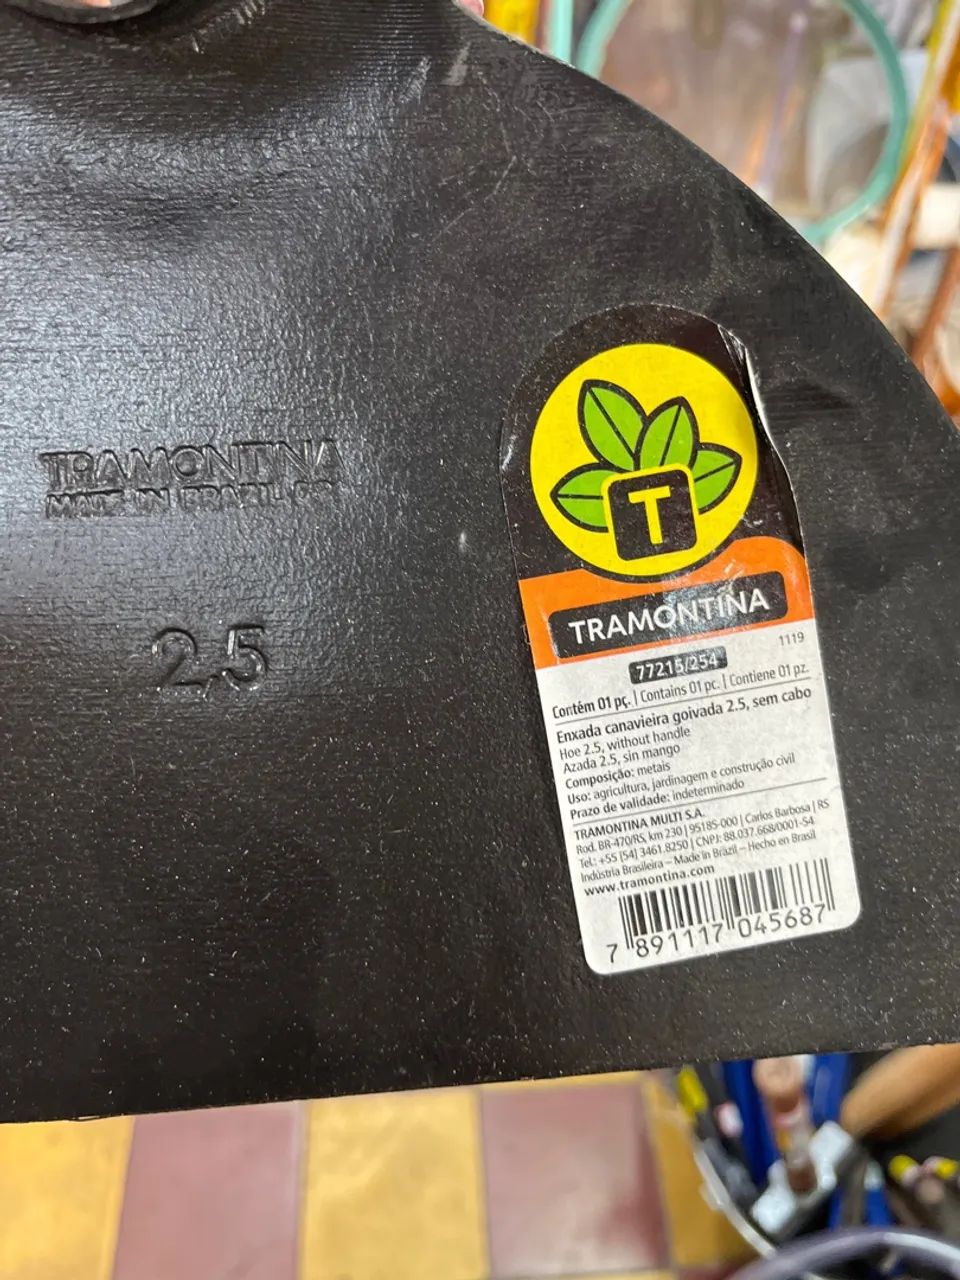 TRAMONTINA
MADE IN BRAZIL
2,5
T
TRAMONTINA
1119
77215/254
Contém 01 pç. | Contains 01 pc. | Contiene 01 pz.
Enxada canavieira goivada 2.5, sem cabo
Hoe 2.5, without handle
Azada 2.5, sin mango
Composição: metais
Uso: agricultura, jardinagem e construção civil
Prazo de validade: indeterminado
TRAMONTINA MULTI S.A.
Rod. BR-470/RS, km 230 | 95185-000 | Carlos Barbosa | RS
Tel.: +55 [54] 3461.8250 | CNPJ: 88.037.668/0001-54
Indústria Brasileira – Made in Brazil – Hecho en Brasil
www.tramontina.com
7 891117 045687